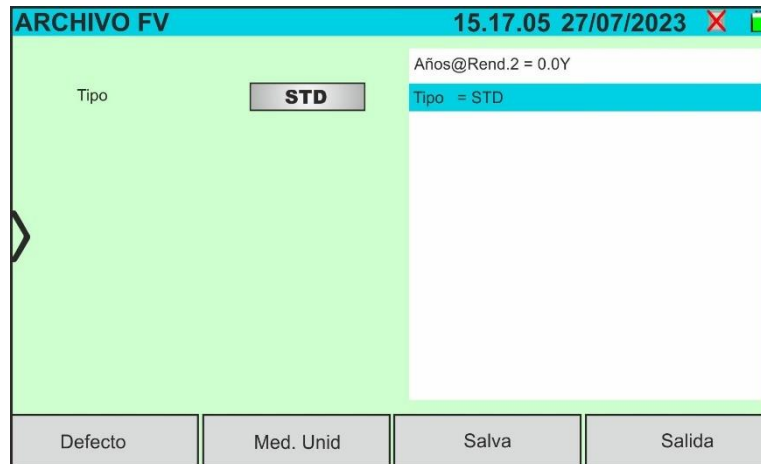 ARCHIVO FV 15.17.05 27/07/2023
Años@Rend.2 = 0.0Y
Tipo STD
Tipo = STD
Defecto Med. Unid Salva Salida